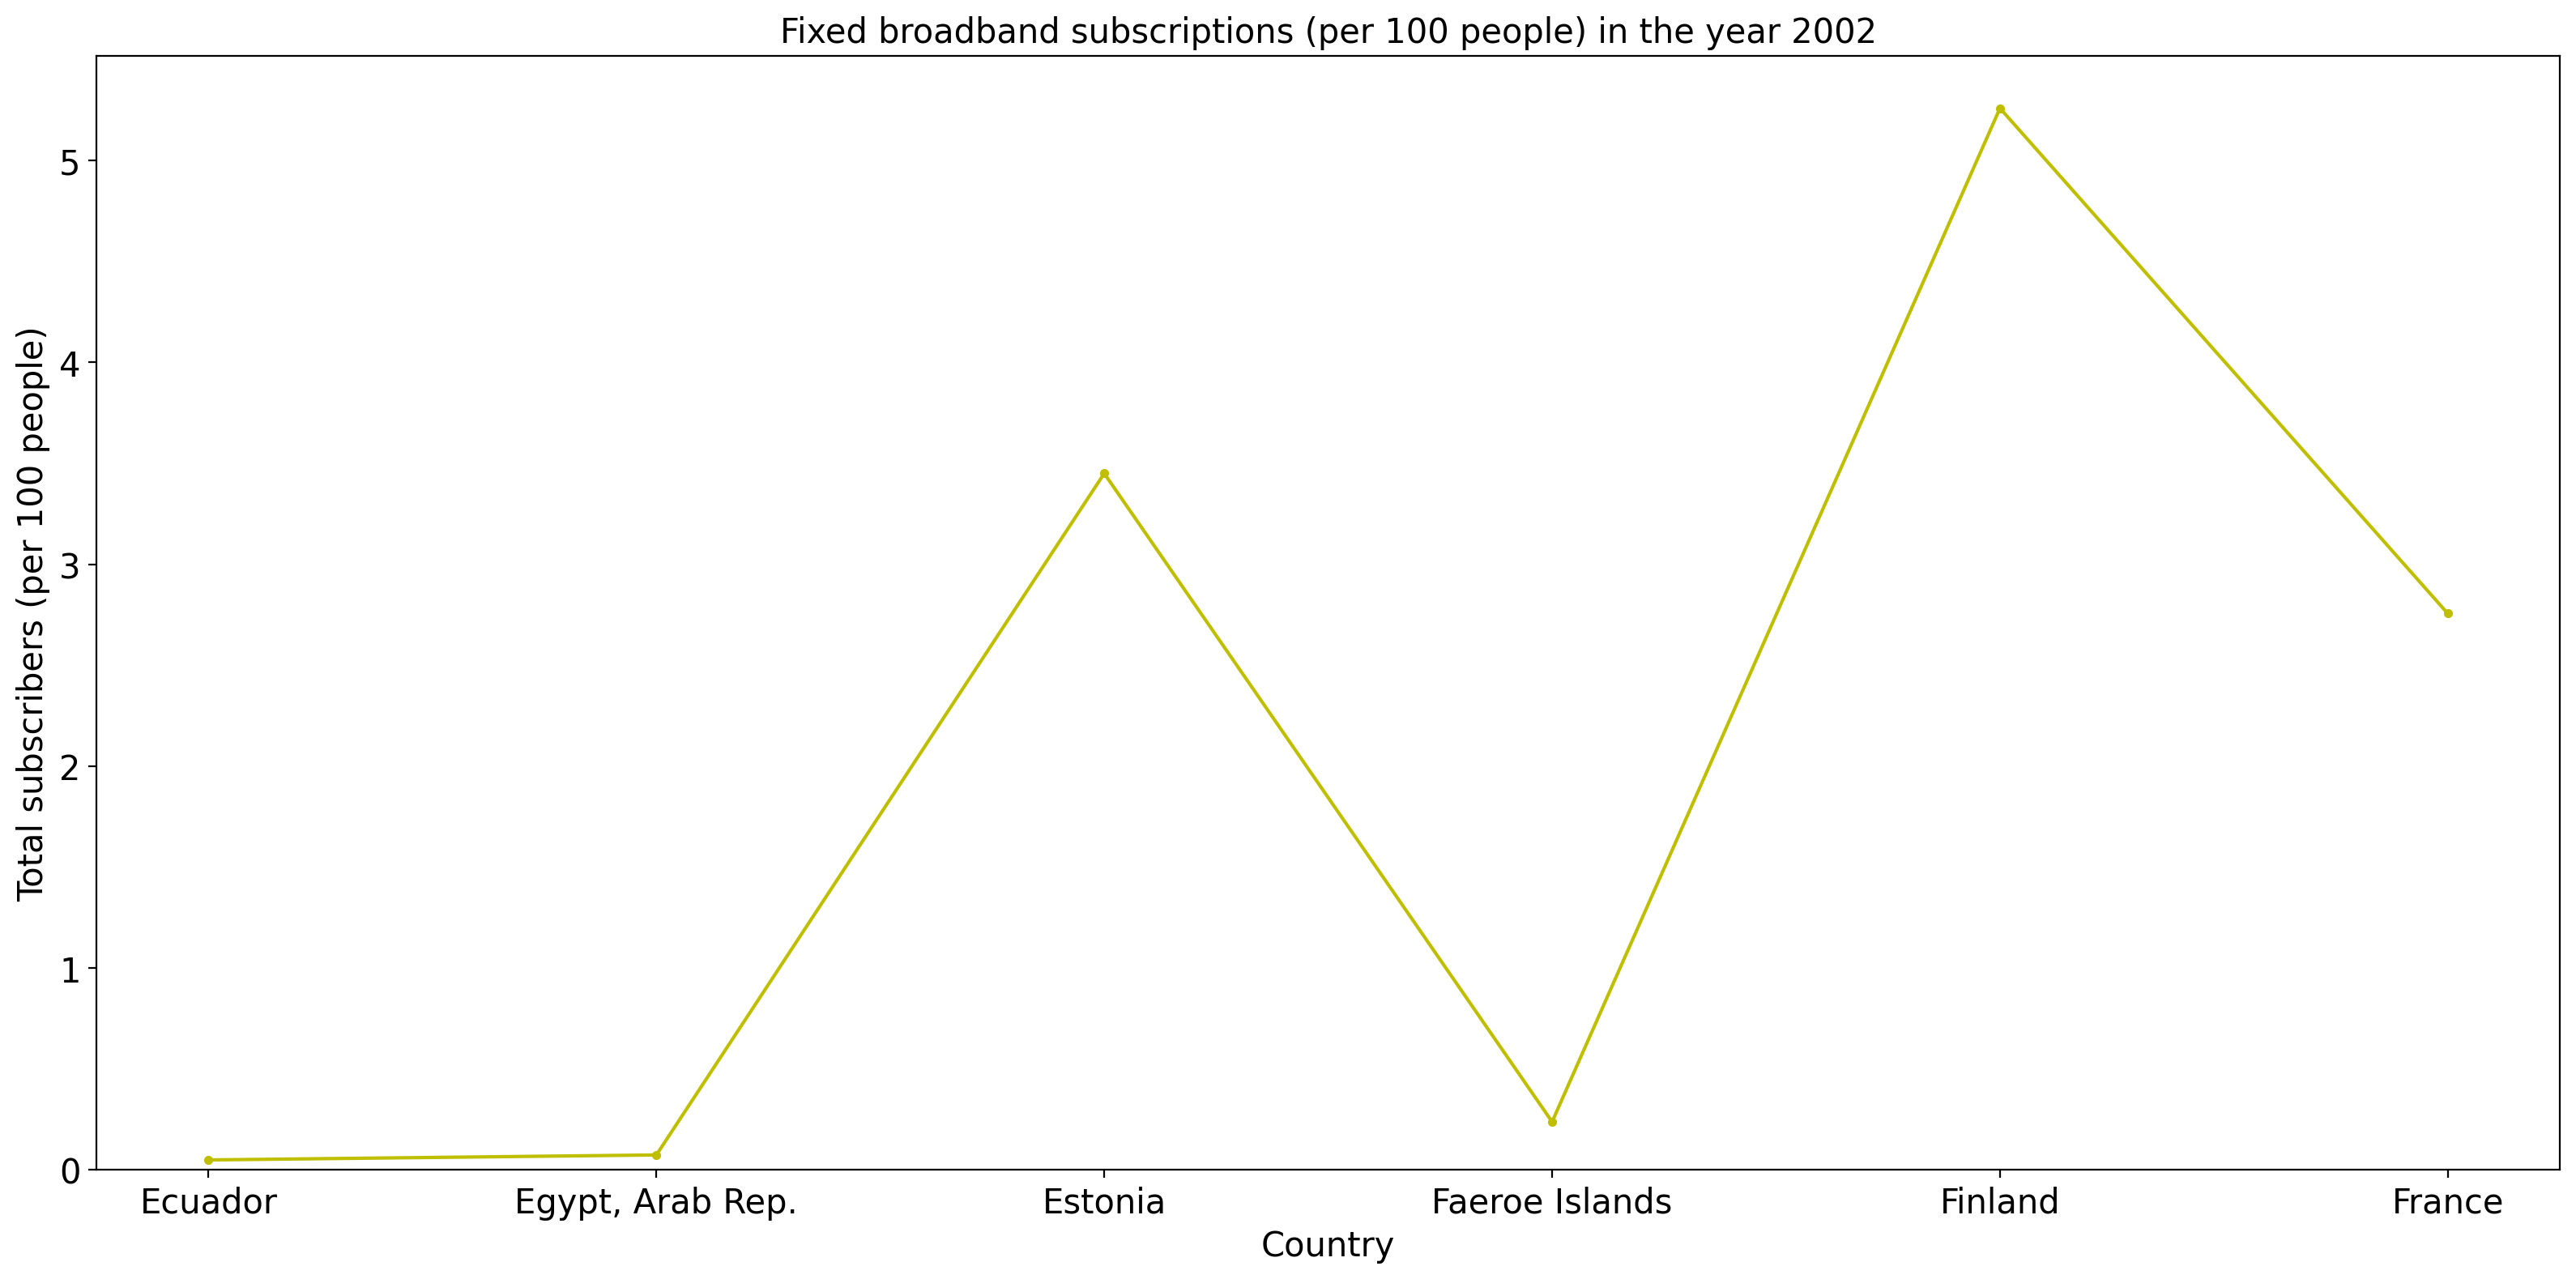 Fixed broadband subscriptions (per 100 people) in the year 2002
Total subscribers (per 100 people)
5
4
3
2
1
0
Ecuador
Egypt, Arab Rep.
Estonia
Faeroe Islands
Finland
France
Country